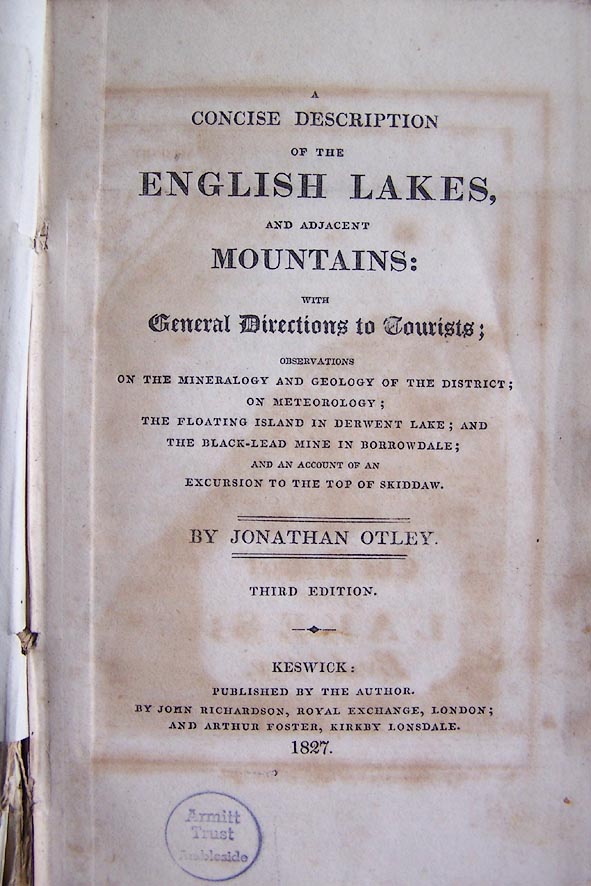 A
CONCISE DESCRIPTION
OF THE
ENGLISH LAKES,
AND ADJACENT
MOUNTAINS:
WITH
General Directions to Tourists;
OBSERVATIONS
ON THE MINERALOGY AND GEOLOGY OF THE DISTRICT;
ON METEOROLOGY;
THE FLOATING ISLAND IN DERWENT LAKE; AND
THE BLACK-LEAD MINE IN BORROWDALE;
AND AN ACCOUNT OF AN
EXCURSION TO THE TOP OF SKIDDAW.
BY JONATHAN OTLEY.
THIRD EDITION.
KESWICK:
PUBLISHED BY THE AUTHOR.
BY JOHN RICHARDSON, ROYAL EXCHANGE, LONDON;
AND ARTHUR FOSTER, KIRKBY LONSDALE.
1827.
Armitt
Trust
Ambleside